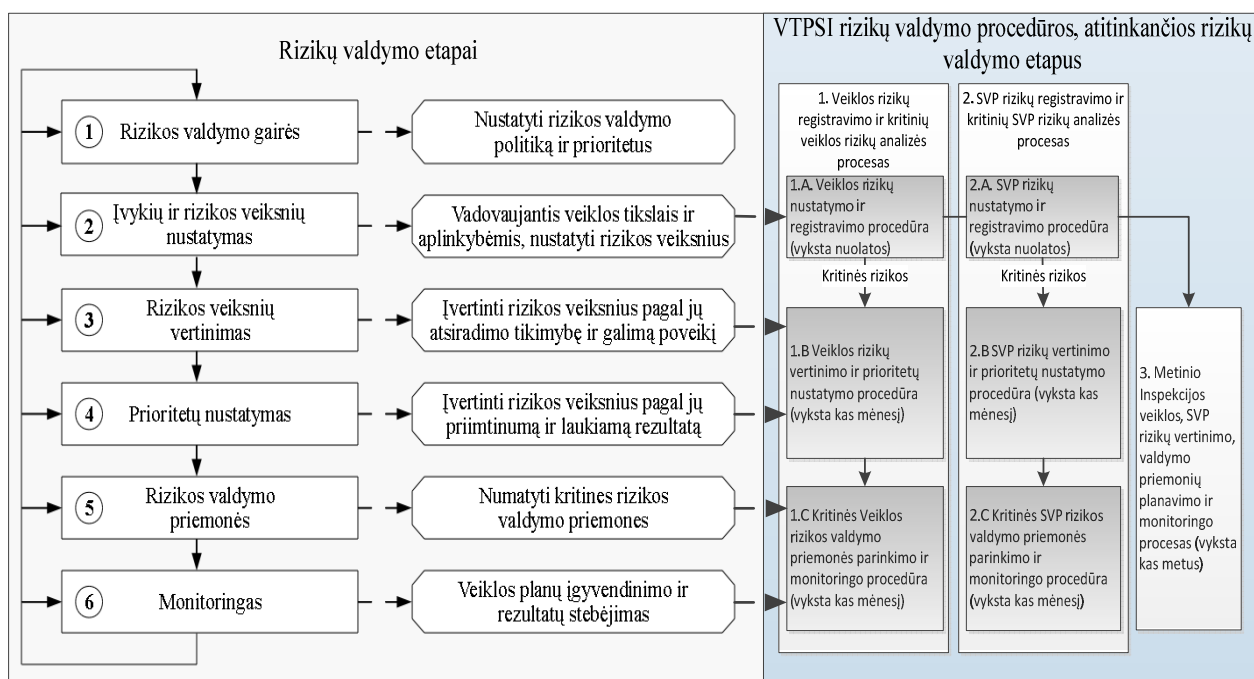 Rizikų valdymo etapai
1
Rizikos valdymo gairės
Nustatyti rizikos valdymo
politiką ir prioritetus
2
Įvykių ir rizikos veiksnių
nustatymas
Vadovaujantis veiklos tikslais ir
aplinkybėmis, nustatyti rizikos veiksnius
3
Rizikos veiksnių
vertinimas
Įvertinti rizikos veiksnius pagal jų
atsiradimo tikimybę ir galimą poveikį
4
Prioritetų nustatymas
Įvertinti rizikos veiksnius pagal jų
priimtinumą ir laukiamą rezultatą
5
Rizikos valdymo
priemonės
Numatyti kritines rizikos
valdymo priemones
6
Monitoringas
Veiklos planų įgyvendinimo ir
rezultatų stebėjimas
VTPSI rizikų valdymo procedūros, atitinkančios rizikų
valdymo etapus
1. Veiklos rizikų
registravimo ir kritinių
veiklos rizikų analizės
procesas
1.A. Veiklos rizikų
nustatymo ir
registravimo procedūra
(vyksta nuolatos)
Kritinės rizikos
1.B Veiklos rizikų
vertinimo ir prioritetų
nustatymo procedūra
(vyksta kas mėnesį)
1.C Kritinės Veiklos
rizikos valdymo
priemonės parinkimo ir
monitoringo procedūra
(vyksta kas mėnesį)
2. SVP rizikų registravimo ir
kritinių SVP rizikų analizės
procesas
2.A. SVP rizikų
nustatymo ir
registravimo procedūra
(vyksta nuolatos)
Kritinės rizikos
2.B SVP rizikų vertinimo
ir prioritetų nustatymo
procedūra (vyksta kas
mėnesį)
2.C Kritinės SVP rizikos
valdymo priemonės
parinkimo ir
monitoringo procedūra
(vyksta kas mėnesį)
3. Metinio
Inspekcijos
veiklos, SVP
rizikų vertinimo,
valdymo
priemonių
planavimo ir
monitoringo
procesas (vyksta
kas metus)